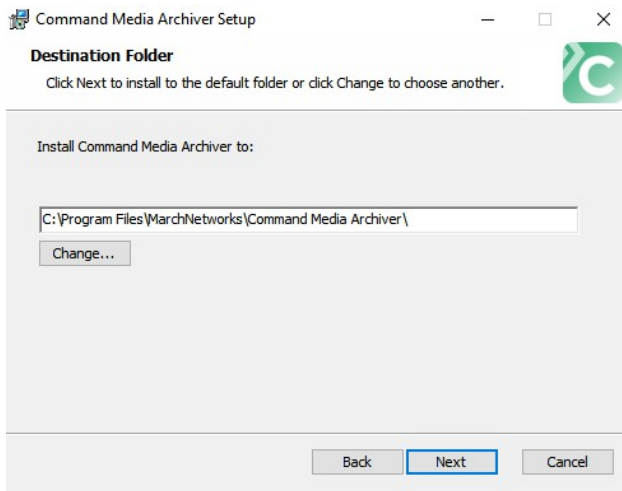 Command Media Archiver Setup
Destination Folder
Click Next to install to the default folder or click Change to choose another.
Install Command Media Archiver to:
C:\Program Files\MarchNetworks\Command Media Archiver\
Change...
Back Next Cancel